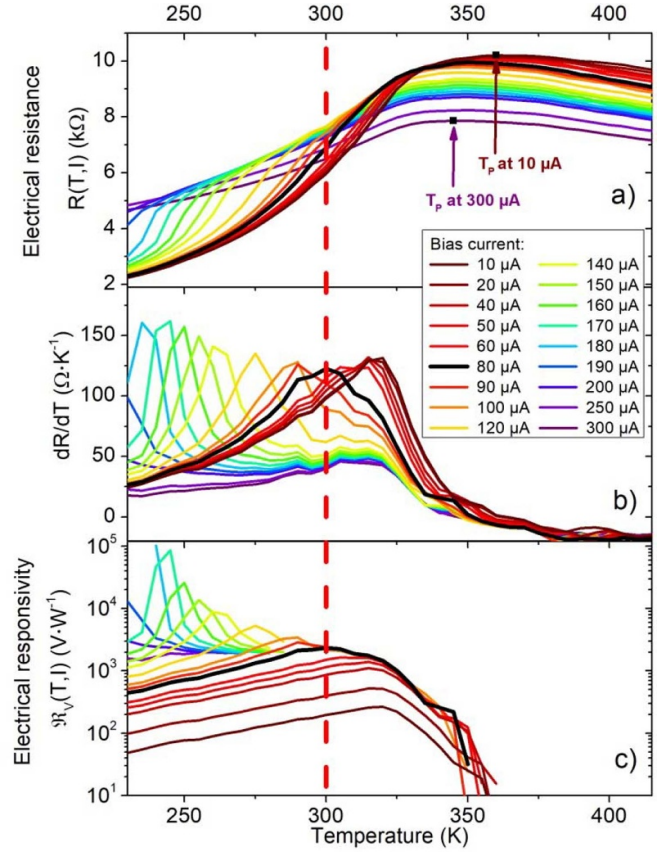 250 300 350 400
Electrical resistance
R(T,I) (kΩ)
10
8
6
4
2
T_P at 10 µA
T_P at 300 µA
a)
Bias current:
10 µA 140 µA
20 µA 150 µA
40 µA 160 µA
50 µA 170 µA
60 µA 180 µA
80 µA 190 µA
90 µA 200 µA
100 µA 250 µA
120 µA 300 µA
dR/dT (Ω·K⁻¹)
150
100
50
0
b)
Electrical responsivity
ℜ_V(T,I) (V·W⁻¹)
10⁵
10⁴
10³
10²
10¹
c)
250 300 350 400
Temperature (K)